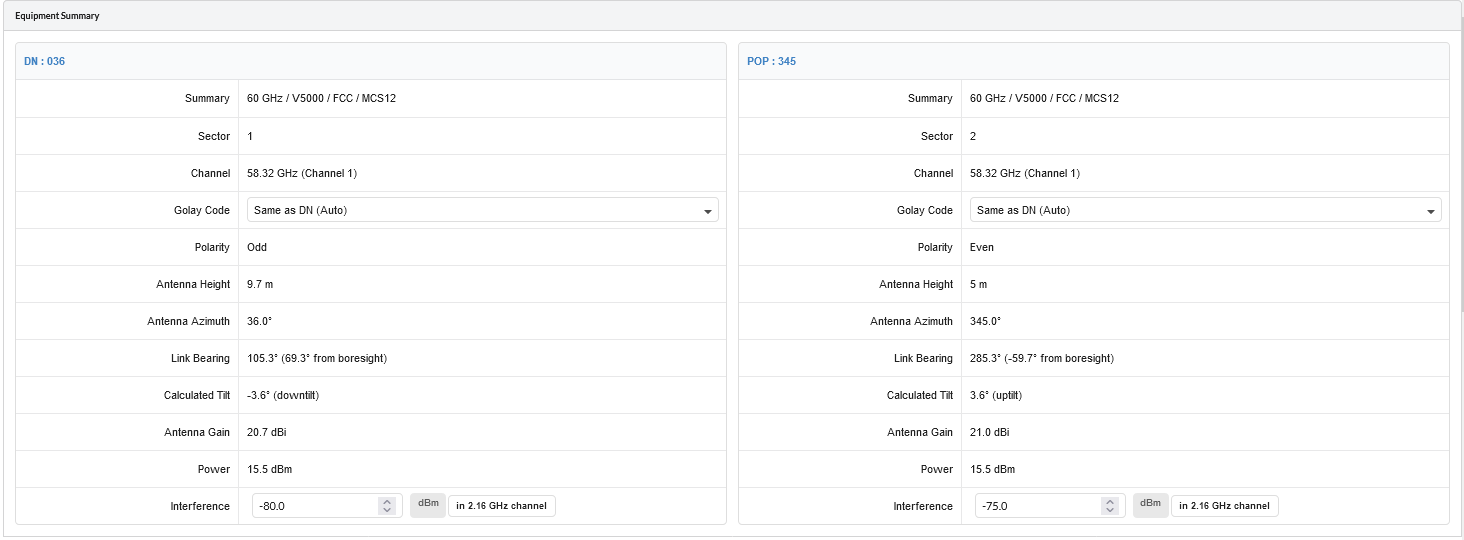 Equipment Summary
DN : 036
Summary 60 GHz / V5000 / FCC / MCS12
Sector 1
Channel 58.32 GHz (Channel 1)
Golay Code Same as DN (Auto)
Polarity Odd
Antenna Height 9.7 m
Antenna Azimuth 36.0°
Link Bearing 105.3° (69.3° from boresight)
Calculated Tilt -3.6° (downtilt)
Antenna Gain 20.7 dBi
Power 15.5 dBm
Interference -80.0 dBm in 2.16 GHz channel
POP : 345
Summary 60 GHz / V5000 / FCC / MCS12
Sector 2
Channel 58.32 GHz (Channel 1)
Golay Code Same as DN (Auto)
Polarity Even
Antenna Height 5 m
Antenna Azimuth 345.0°
Link Bearing 285.3° (-59.7° from boresight)
Calculated Tilt 3.6° (uptilt)
Antenna Gain 21.0 dBi
Power 15.5 dBm
Interference -75.0 dBm in 2.16 GHz channel